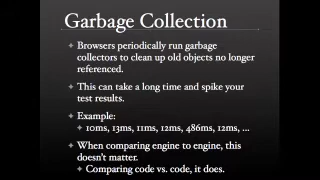 Garbage Collection
Browsers periodically run garbage
collectors to clean up old objects no longer
referenced.
This can take a long time and spike your
test results.
Example:
10ms, 13ms, 11ms, 12ms, 486ms, 12ms, ...
When comparing engine to engine, this
doesn't matter.
Comparing code vs. code, it does.